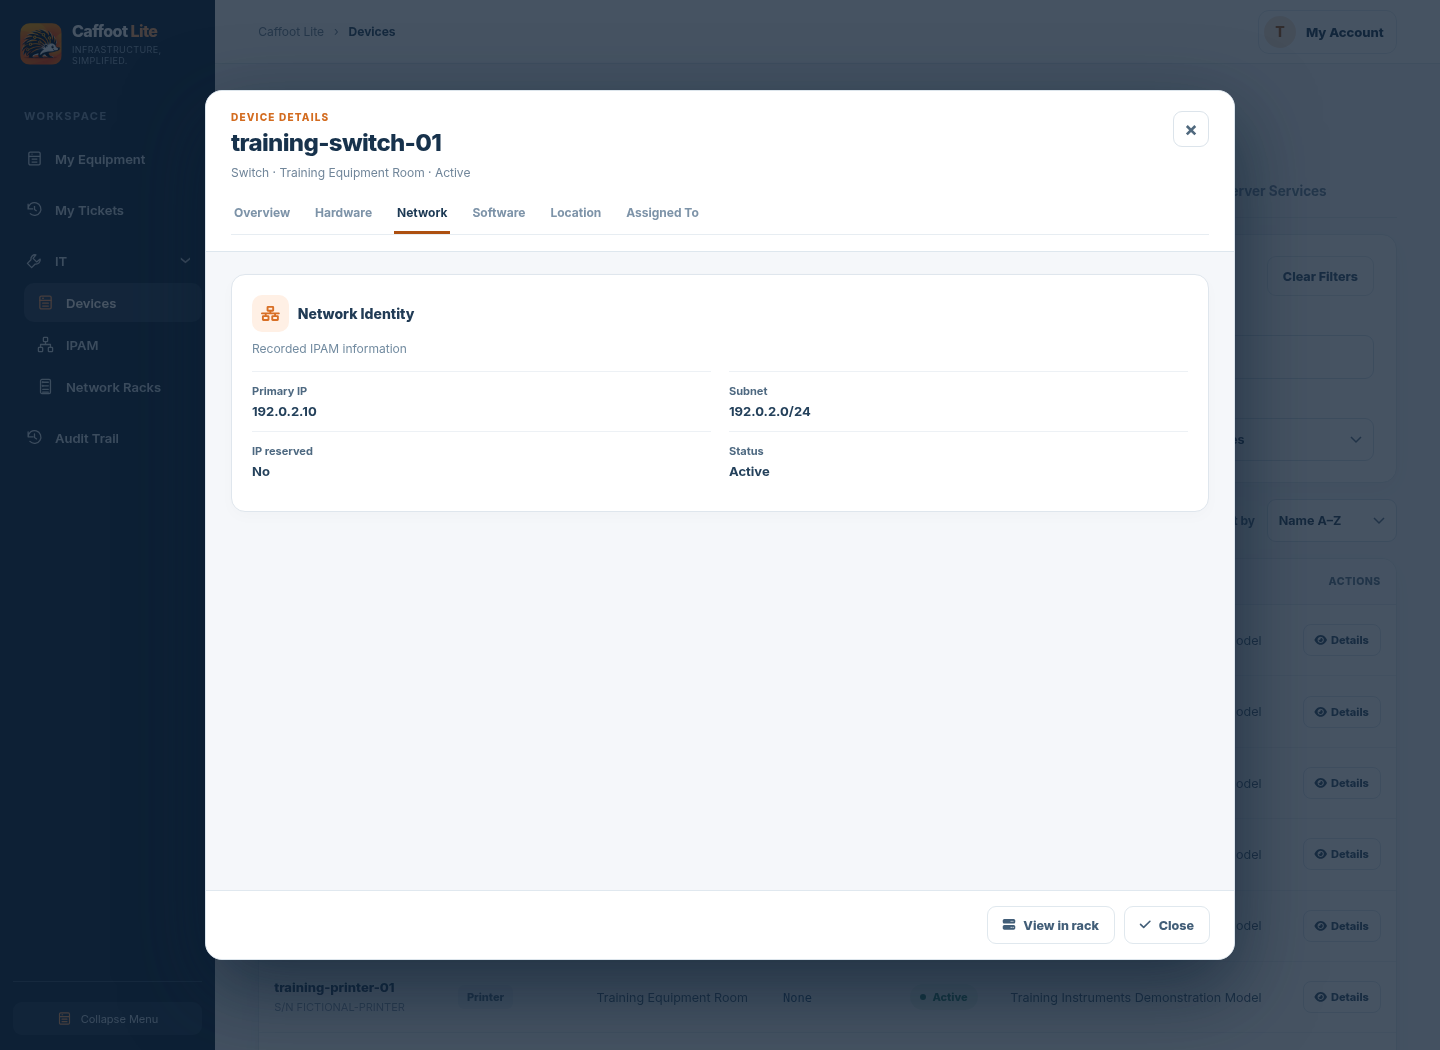 Caffoot Lite
INFRASTRUCTURE,
SIMPLIFIED.
WORKSPACE
My Equipment
My Tickets
IT
Devices
IPAM
Network Racks
Audit Trail
Collapse Menu
Caffoot Lite › Devices
T My Account
DEVICE DETAILS
training-switch-01
Switch · Training Equipment Room · Active
Overview Hardware Network Software Location Assigned To
Network Identity
Recorded IPAM information
Primary IP
192.0.2.10
Subnet
192.0.2.0/24
IP reserved
No
Status
Active
View in rack Close
Services
Clear Filters
by Name A–Z
ACTIONS
Details
Details
Details
Details
Details
training-printer-01
S/N FICTIONAL-PRINTER
Printer Training Equipment Room None Active Training Instruments Demonstration Model Details